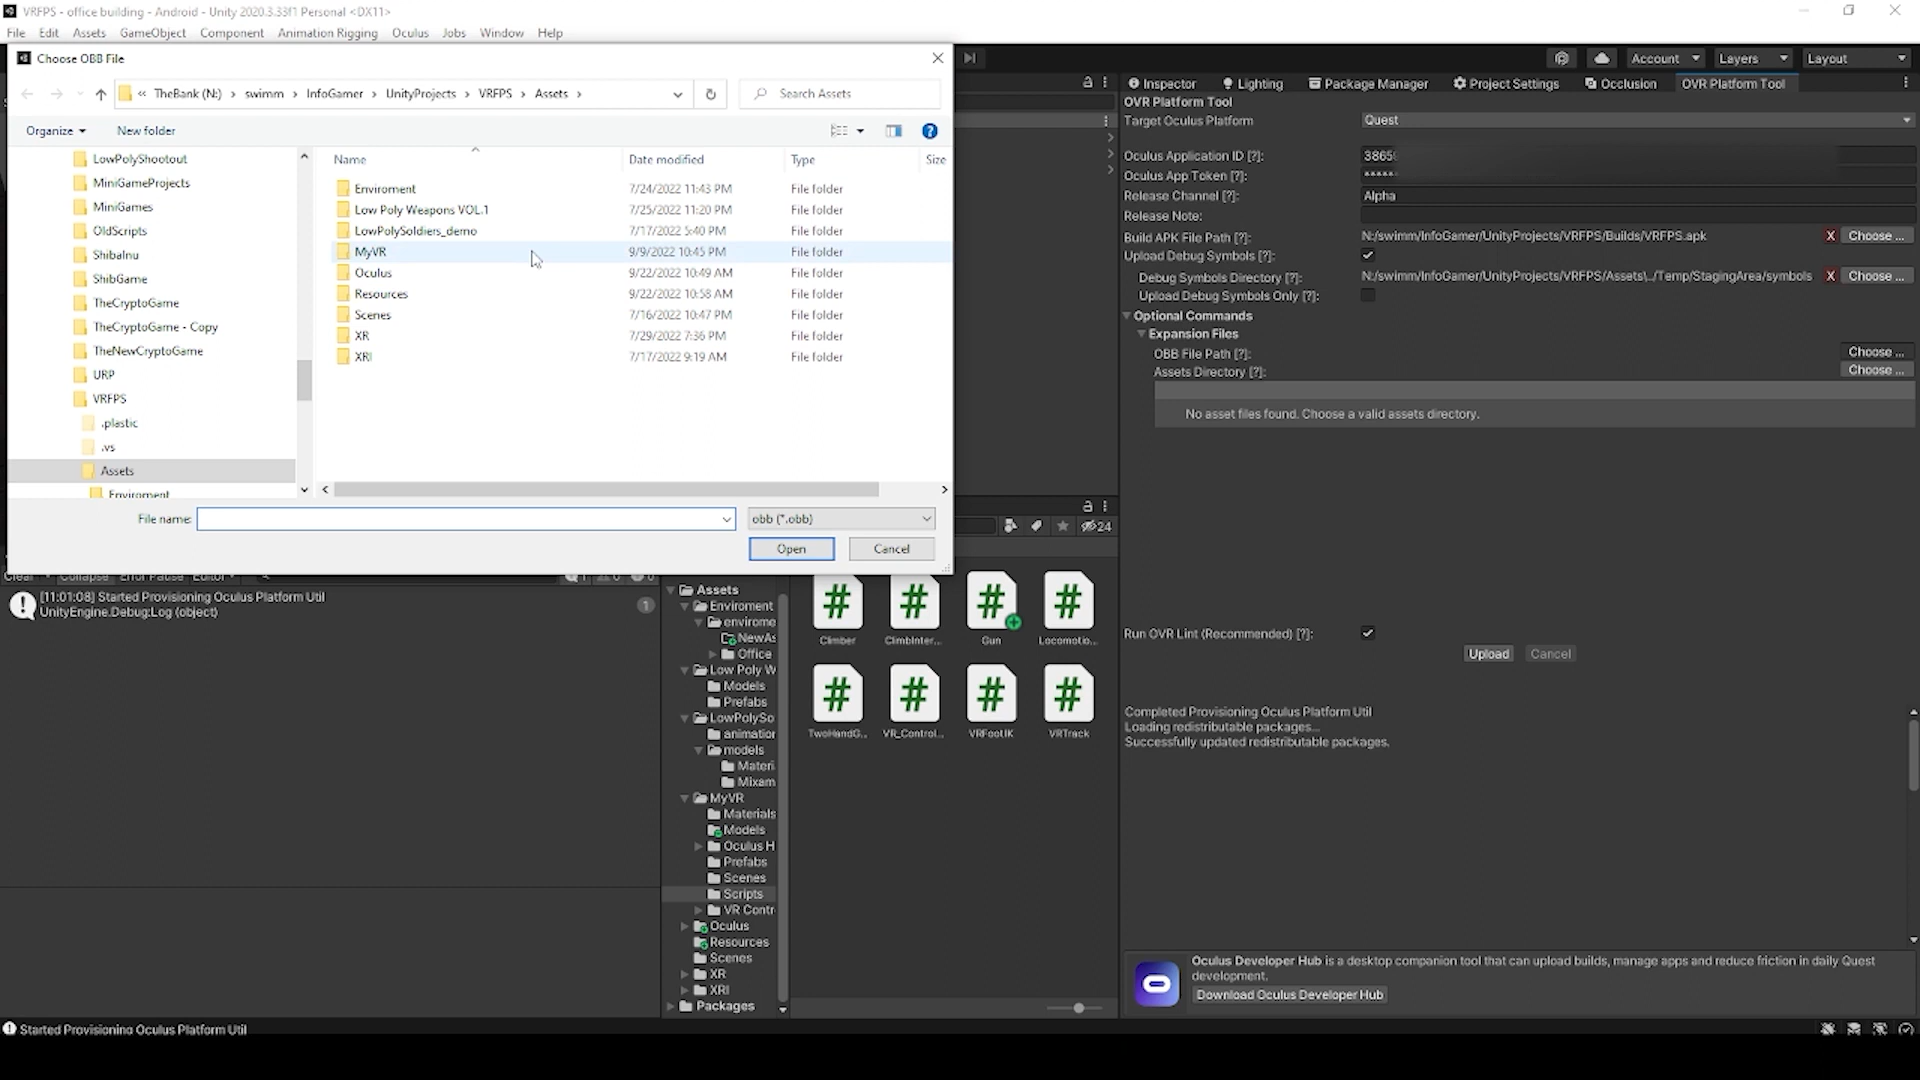 VRFPS - office building - Android - Unity 2020.3.33f1 Personal <DX11>
File Edit Assets GameObject Component Animation Rigging Oculus Jobs Window Help
Choose OBB File
« TheBank (N:) › swimm › InfoGamer › UnityProjects › VRFPS › Assets ›
Search Assets
Organize
New folder
LowPolyShootout
MiniGameProjects
MiniGames
OldScripts
ShibaInu
ShibGame
TheCryptoGame
TheCryptoGame - Copy
TheNewCryptoGame
URP
VRFPS
.plastic
.vs
Assets
Enviroment
Name Date modified Type Size
Enviroment 7/24/2022 11:43 PM File folder
Low Poly Weapons VOL.1 7/25/2022 11:20 PM File folder
LowPolySoldiers_demo 7/17/2022 5:40 PM File folder
MyVR 9/9/2022 10:45 PM File folder
Oculus 9/22/2022 10:49 AM File folder
Resources 9/22/2022 10:58 AM File folder
Scenes 7/16/2022 10:47 PM File folder
XR 7/29/2022 7:36 PM File folder
XRI 7/17/2022 9:19 AM File folder
File name:
obb (*.obb)
Open Cancel
Account Layers Layout
Inspector Lighting Package Manager Project Settings Occlusion OVR Platform Tool
OVR Platform Tool
Target Oculus Platform Quest
Oculus Application ID [?]: 3865
Oculus App Token [?]: ******
Release Channel [?]: Alpha
Release Note:
Build APK File Path [?]: N:/swimm/InfoGamer/UnityProjects/VRFPS/Builds/VRFPS.apk X Choose ...
Upload Debug Symbols [?]:
Debug Symbols Directory [?]: N:/swimm/InfoGamer/UnityProjects/VRFPS/Assets\../Temp/StagingArea/symbols X Choose ...
Upload Debug Symbols Only [?]:
Optional Commands
Expansion Files
OBB File Path [?]: Choose ...
Assets Directory [?]: Choose ...
No asset files found. Choose a valid assets directory.
Run OVR Lint (Recommended) [?]:
Upload Cancel
Completed Provisioning Oculus Platform Util
Loading redistributable packages...
Successfully updated redistributable packages.
Oculus Developer Hub is a desktop companion tool that can upload builds, manage apps and reduce friction in daily Quest
development.
Download Oculus Developer Hub
24
Clear Collapse Error Pause Editor
[11:01:08] Started Provisioning Oculus Platform Util
UnityEngine.Debug:Log (object)
1
Assets
Enviroment
envirome
NewAs
Office
Low Poly W
Models
Prefabs
LowPolySo
animation
models
Materi
Mixam
MyVR
Materials
Models
Oculus H
Prefabs
Scenes
Scripts
VR Contr
Oculus
Resources
Scenes
XR
XRI
Packages
Climber ClimbInter... Gun Locomotio...
TwoHandG... VR_Control... VRFootIK VRTrack
Started Provisioning Oculus Platform Util